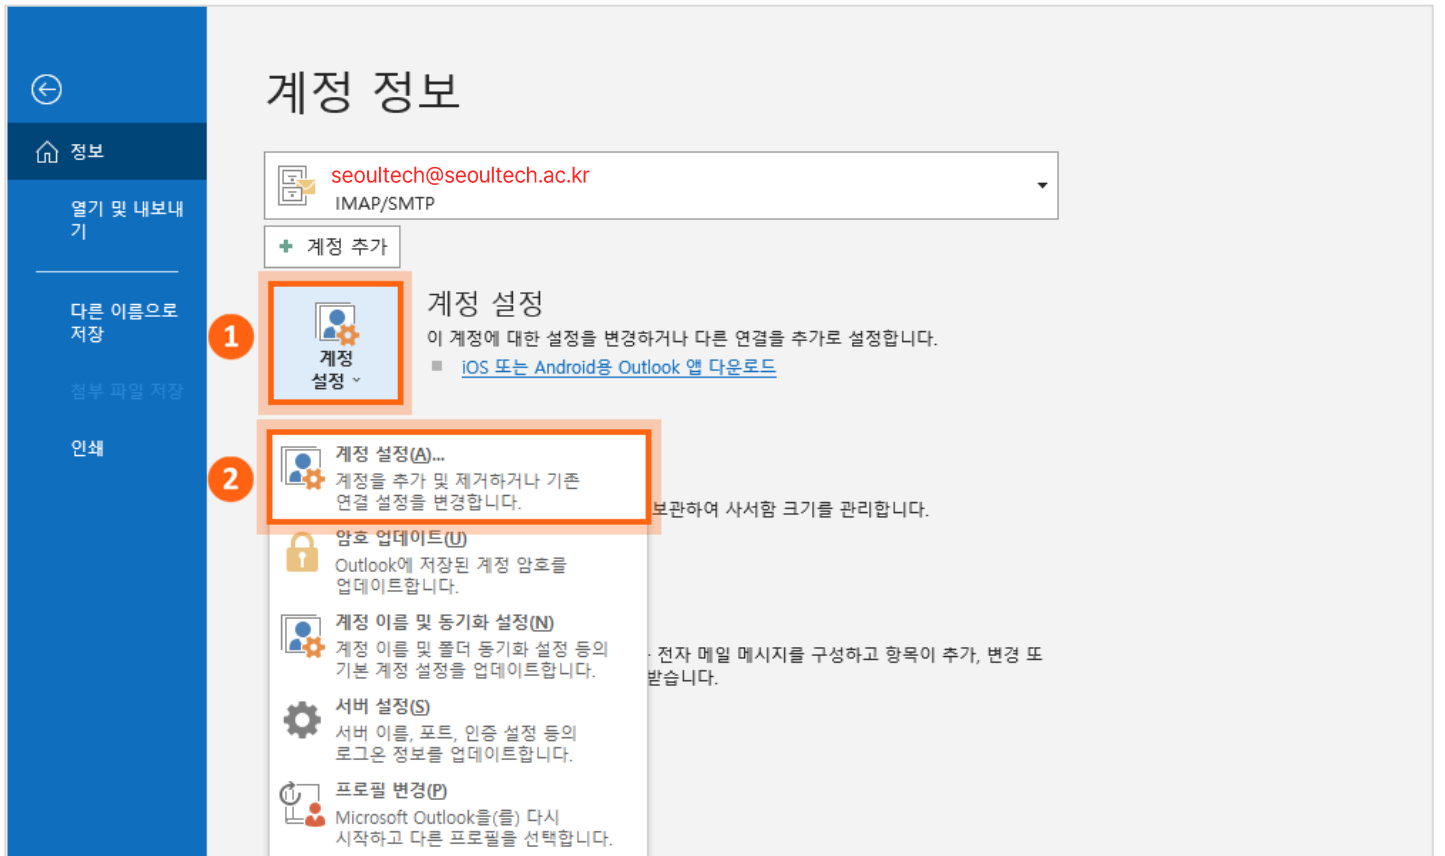 계정 정보
정보
열기 및 내보내
기
다른 이름으로
저장
첨부 파일 저장
인쇄
seoultech@seoultech.ac.kr
IMAP/SMTP
계정 추가
1
계정
설정
계정 설정
이 계정에 대한 설정을 변경하거나 다른 연결을 추가로 설정합니다.
iOS 또는 Android용 Outlook 앱 다운로드
2
계정 설정(A)...
계정을 추가 및 제거하거나 기존
연결 설정을 변경합니다.
보관하여 사서함 크기를 관리합니다.
암호 업데이트(U)
Outlook에 저장된 계정 암호를
업데이트합니다.
계정 이름 및 동기화 설정(N)
계정 이름 및 폴더 동기화 설정 등의
기본 계정 설정을 업데이트합니다.
전자 메일 메시지를 구성하고 항목이 추가, 변경 또
받습니다.
서버 설정(S)
서버 이름, 포트, 인증 설정 등의
로그온 정보를 업데이트합니다.
프로필 변경(P)
Microsoft Outlook을(를) 다시
시작하고 다른 프로필을 선택합니다.